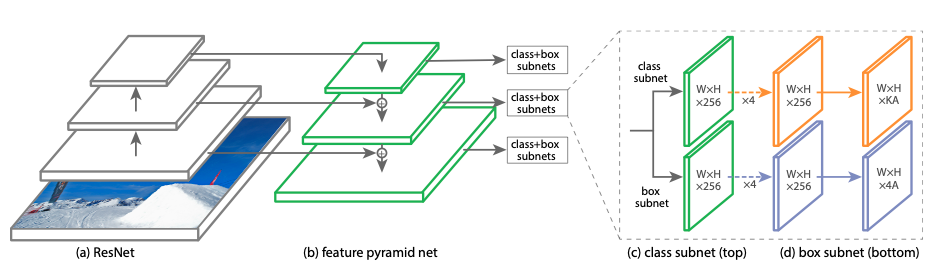 class+box
subnets
class+box
subnets
class+box
subnets
class
subnet
W×H
×256
×4
W×H
×256
W×H
×KA
box
subnet
W×H
×256
×4
W×H
×256
W×H
×4A
(a) ResNet
(b) feature pyramid net
(c) class subnet (top)
(d) box subnet (bottom)